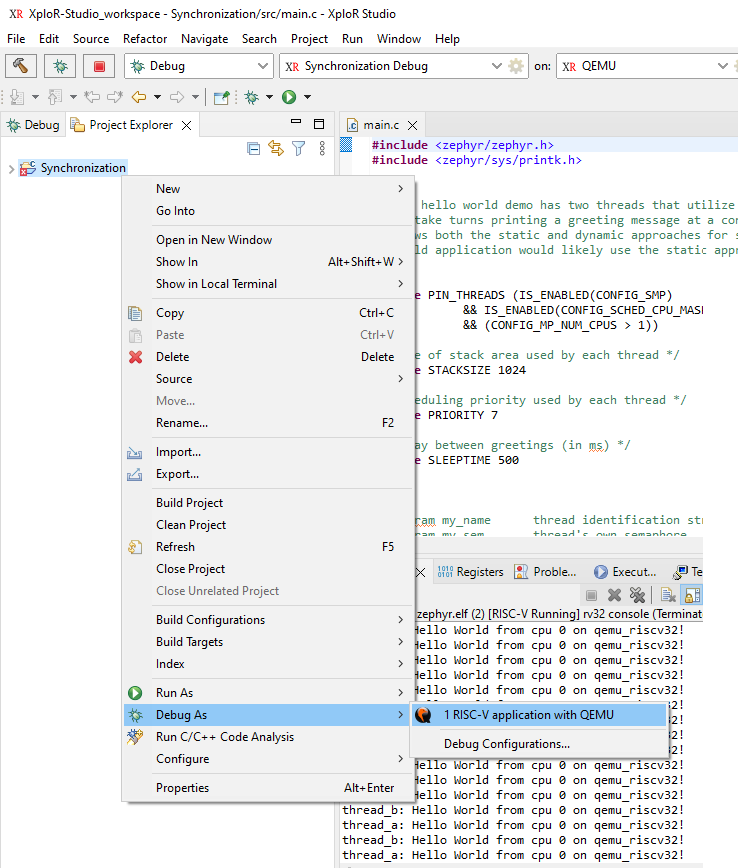 XR XploR-Studio_workspace - Synchronization/src/main.c - XploR Studio
File Edit Source Refactor Navigate Search Project Run Window Help
Debug XR Synchronization Debug on: XR QEMU
Debug Project Explorer main.c
#include <zephyr/zephyr.h>
#include <zephyr/sys/printk.h>
Synchronization
New
Go Into
Open in New Window
Show In Alt+Shift+W
Show in Local Terminal
Copy Ctrl+C
Paste Ctrl+V
Delete Delete
Source
Move...
Rename... F2
Import...
Export...
Build Project
Clean Project
Refresh F5
Close Project
Close Unrelated Project
Build Configurations
Build Targets
Index
Run As
Debug As
Run C/C++ Code Analysis
Configure
Properties Alt+Enter
1 RISC-V application with QEMU
Debug Configurations...
hello world demo has two threads that utilize
take turns printing a greeting message at a con
ws both the static and dynamic approaches for s
ld application would likely use the static appr
e PIN_THREADS (IS_ENABLED(CONFIG_SMP)
&& IS_ENABLED(CONFIG_SCHED_CPU_MASK
&& (CONFIG_MP_NUM_CPUS > 1))
e of stack area used by each thread */
e STACKSIZE 1024
eduling priority used by each thread */
e PRIORITY 7
ay between greetings (in ms) */
e SLEEPTIME 500
ram my_name thread identification str
ram my_sem thread's own semaphore
Registers Proble... Execut... Te
zephyr.elf (2) [RISC-V Running] rv32 console (Terminat
Hello World from cpu 0 on qemu_riscv32!
Hello World from cpu 0 on qemu_riscv32!
Hello World from cpu 0 on qemu_riscv32!
Hello World from cpu 0 on qemu_riscv32!
Hello World from cpu 0 on qemu_riscv32!
Hello World from cpu 0 on qemu_riscv32!
Hello World from cpu 0 on qemu_riscv32!
Hello World from cpu 0 on qemu_riscv32!
Hello World from cpu 0 on qemu_riscv32!
thread_b: Hello World from cpu 0 on qemu_riscv32!
thread_a: Hello World from cpu 0 on qemu_riscv32!
thread_b: Hello World from cpu 0 on qemu_riscv32!
thread_a: Hello World from cpu 0 on qemu_riscv32!